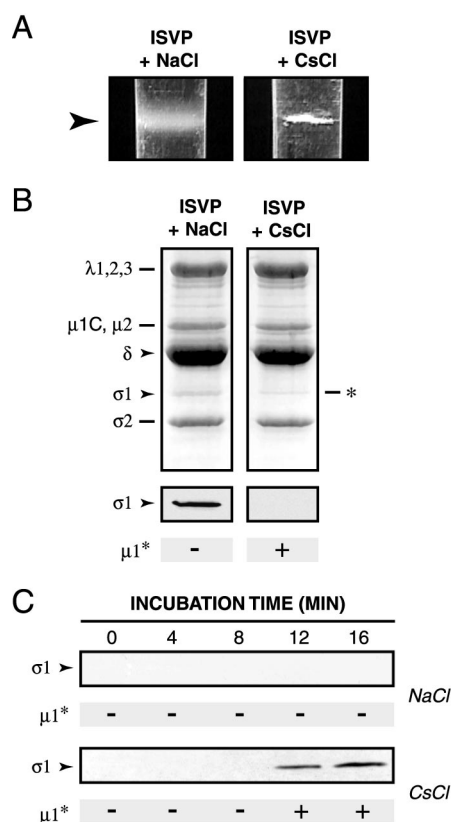 A
ISVP ISVP
+ NaCl + CsCl
B
ISVP ISVP
+ NaCl + CsCl
λ1,2,3
μ1C, μ2
δ
σ1 *
σ2
σ1
μ1* - +
C
INCUBATION TIME (MIN)
0 4 8 12 16
σ1
NaCl
μ1* - - - - -
σ1
CsCl
μ1* - - - + +